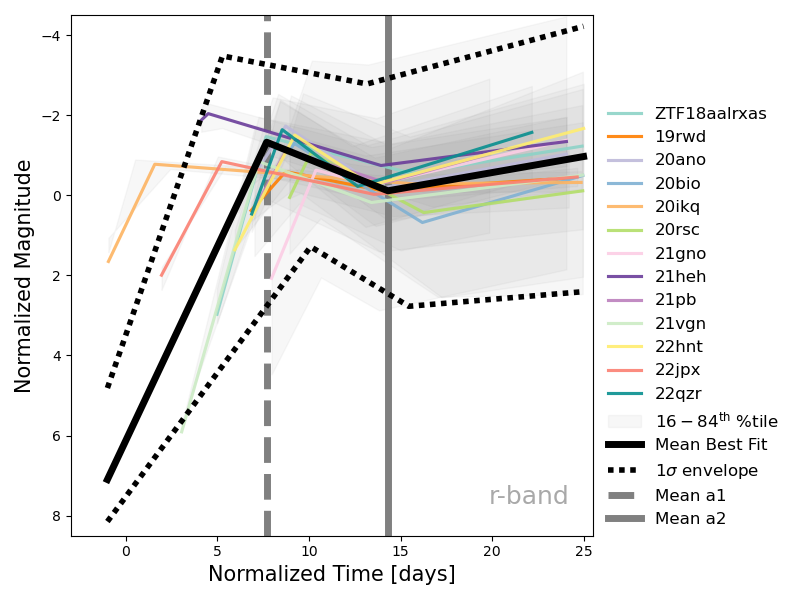 −4
−2
0
2
4
6
8
Normalized Magnitude
0
5
10
15
20
25
Normalized Time [days]
r-band
ZTF18aalrxas
19rwd
20ano
20bio
20ikq
20rsc
21gno
21heh
21pb
21vgn
22hnt
22jpx
22qzr
16 − 84th %tile
Mean Best Fit
1σ envelope
Mean a1
Mean a2